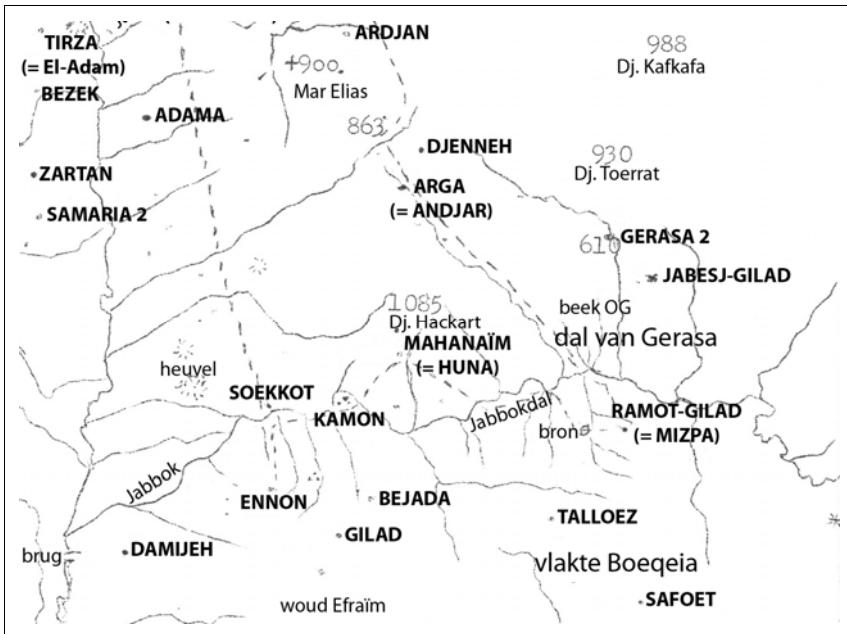 ARDJAN
988
TIRZA
(= El-Adam)
+900
Dj. Kafkafa
BEZEK
Mar Elias
ADAMA
863
DJENNEH
930
ZARTAN
Dj. Toerrat
ARGA
(= ANDJAR)
SAMARIA 2
GERASA 2
610
JABESJ-GILAD
1085
beek OG
Dj. Hackart
dal van Gerasa
MAHANAÏM
(= HUNA)
heuvel
SOEKKOT
KAMON
Jabbokdal
RAMOT-GILAD
(= MIZPA)
bron
Jabbok
ENNON
BEJADA
TALLOEZ
GILAD
DAMIJEH
brug
vlakte Boeqeia
woud Efraïm
SAFOET